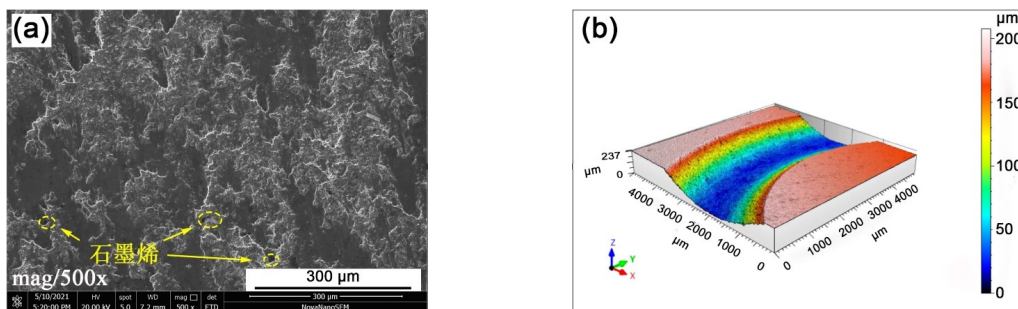 (a)
石墨烯
mag/500x
300 μm
5/10/2021 HV spot WD mag □ det
5:20:00 PM 20.00 kV 5.0 7.2 mm 500 x ETD
300 μm
NovaNanoSEM
(b)
μm
200
150
100
50
0
237
0
μm
4000
3000
2000
1000
0
μm
0
1000
2000
3000
4000
μm
Z
Y
X